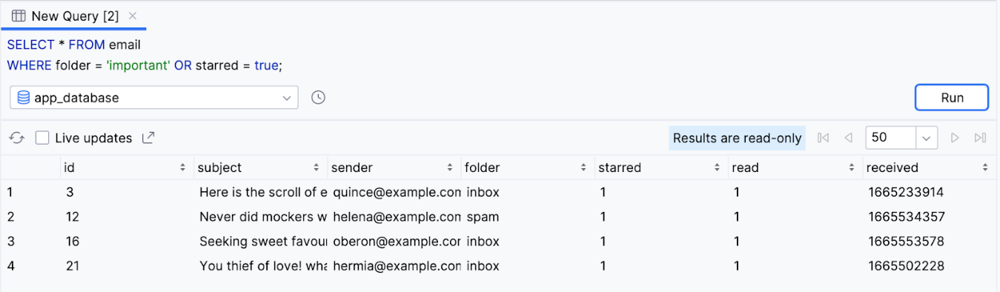 New Query [2]
SELECT * FROM email
WHERE folder = 'important' OR starred = true;
app_database
Run
Live updates
Results are read-only
50
id subject sender folder starred read received
1 3 Here is the scroll of e quince@example.com inbox 1 1 1665233914
2 12 Never did mockers w helena@example.com spam 1 1 1665534357
3 16 Seeking sweet favou oberon@example.cor inbox 1 1 1665553578
4 21 You thief of love! wha hermia@example.com inbox 1 1 1665502228